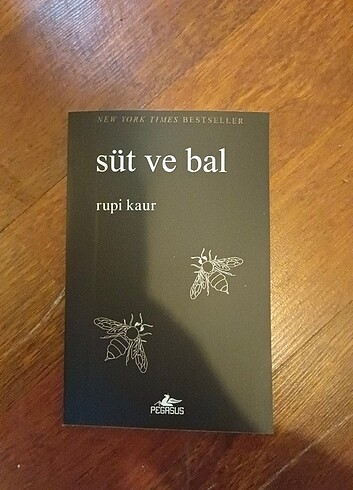 NEW YORK TIMES BESTSELLER
süt ve bal
rupi kaur
PEGASUS